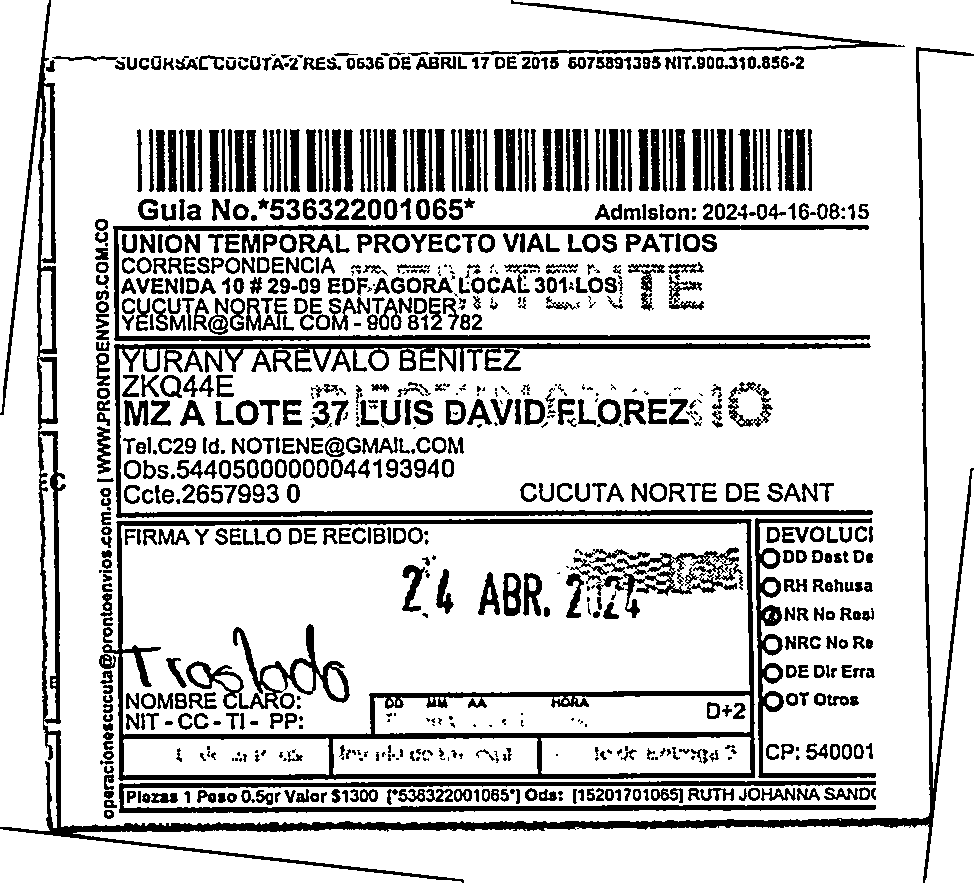 SUCURSAL CUCUTA-2 RES. 0636 DE ABRIL 17 DE 2015 6075891395 NIT.900.310.856-2
Guia No.*536322001065*
Admision: 2024-04-16-08:15
UNION TEMPORAL PROYECTO VIAL LOS PATIOS
CORRESPONDENCIA
AVENIDA 10 # 29-09 EDF AGORA LOCAL 301 LOS
CUCUTA NORTE DE SANTANDER
YEISMIR@GMAIL COM - 900 812 782
YURANY AREVALO BENITEZ
ZKQ44E
MZ A LOTE 37 LUIS DAVID FLOREZ
Tel.C29 Id. NOTIENE@GMAIL.COM
Obs.54405000000044193940
Ccte.2657993 0
CUCUTA NORTE DE SANT
operacionescucuta@prontoenvios.com.co | WWW.PRONTOENVIOS.COM.CO
FIRMA Y SELLO DE RECIBIDO:
24 ABR. 2024
Traslado
NOMBRE CLARO:
NIT - CC - TI - PP:
DD MM AA HORA
D+2
DEVOLUCI
DD Dest De
RH Rehusa
NR No Resi
NRC No Re
DE Dir Erra
OT Otros
CP: 540001
Piezas 1 Peso 0.5gr Valor $1300 [*536322001065*] Ods: [15201701065] RUTH JOHANNA SANDO